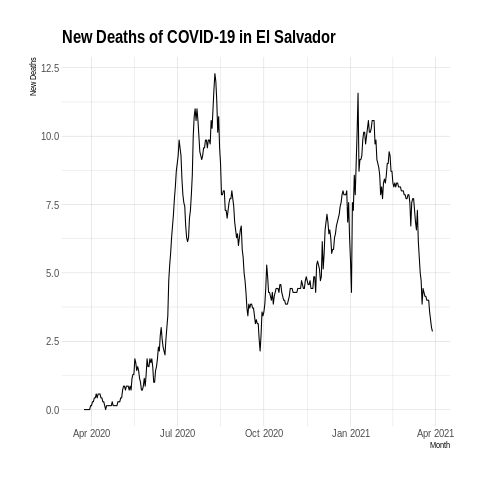 New Deaths of COVID-19 in El Salvador
New Deaths
12.5
10.0
7.5
5.0
2.5
0.0
Apr 2020 Jul 2020 Oct 2020 Jan 2021 Apr 2021
Month